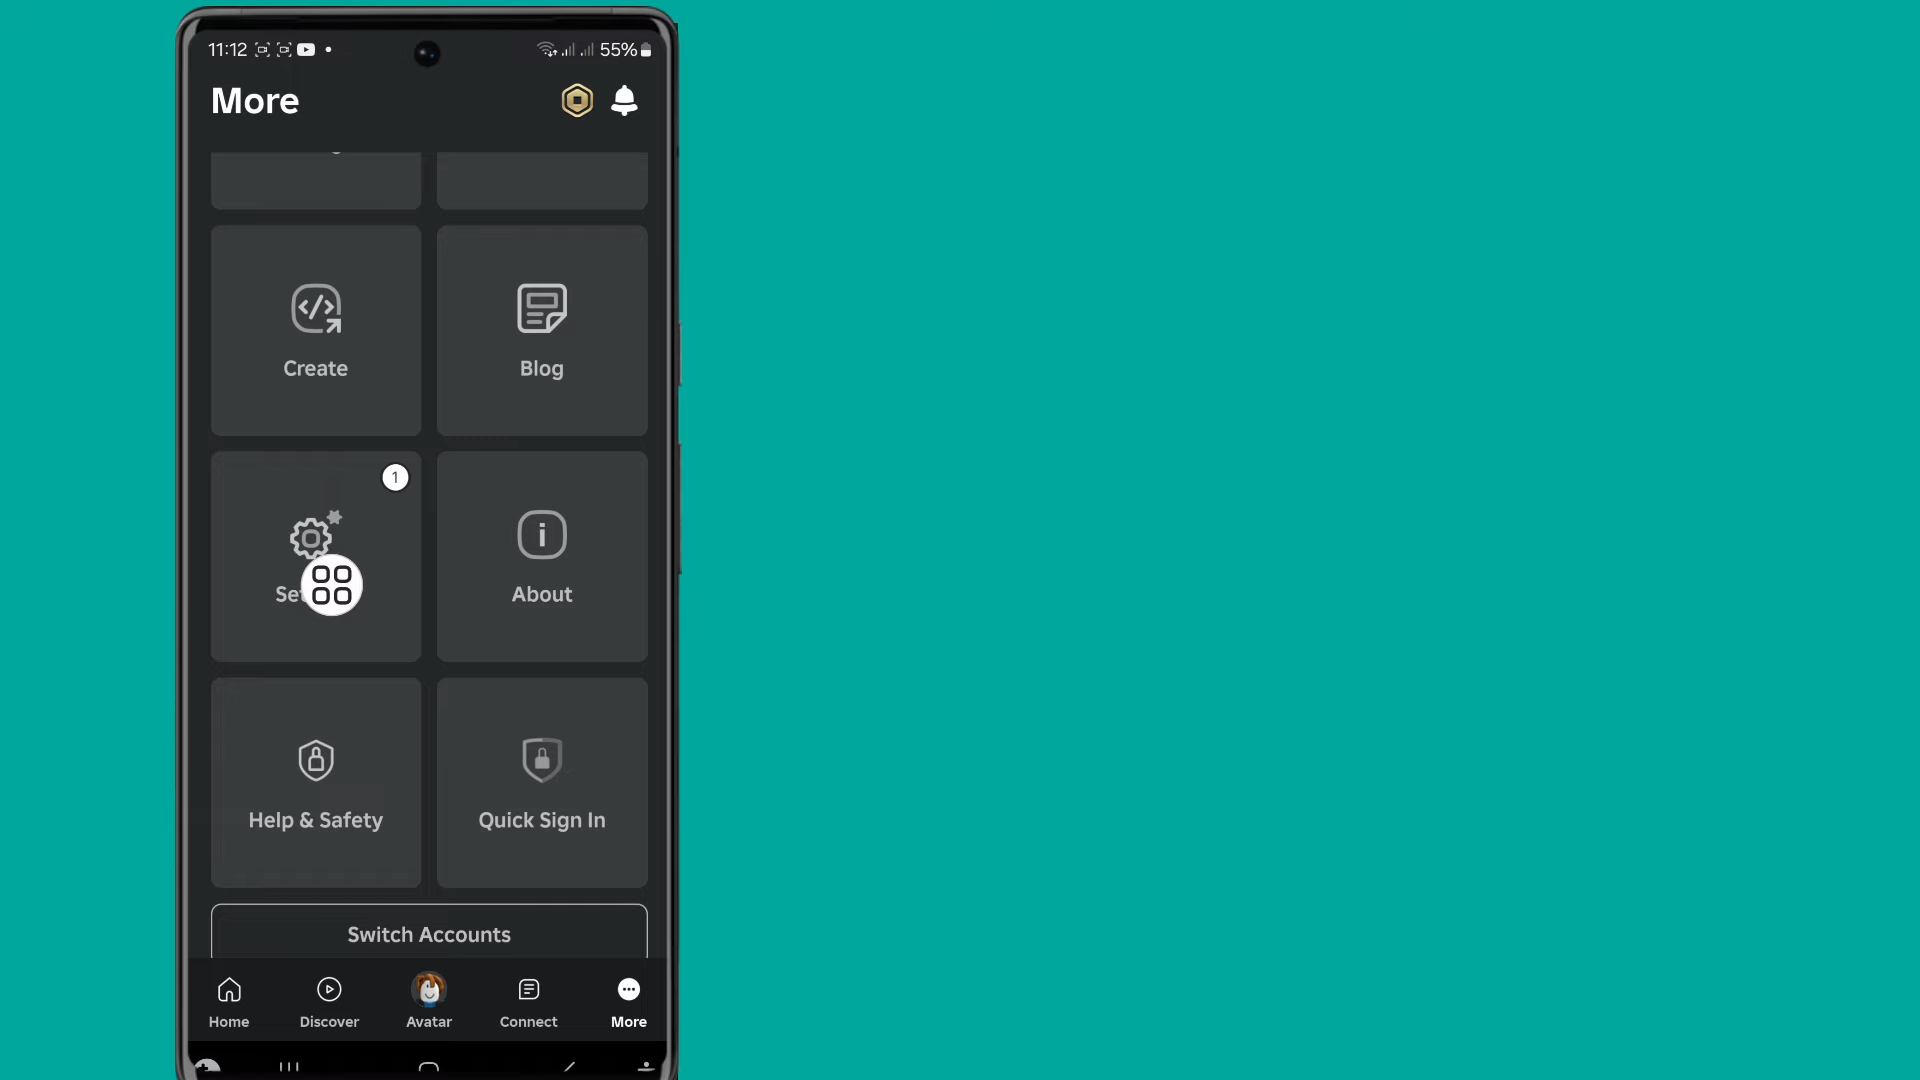 11:12 55%
More
Create Blog
1
Se About
Help & Safety Quick Sign In
Switch Accounts
Home Discover Avatar Connect More